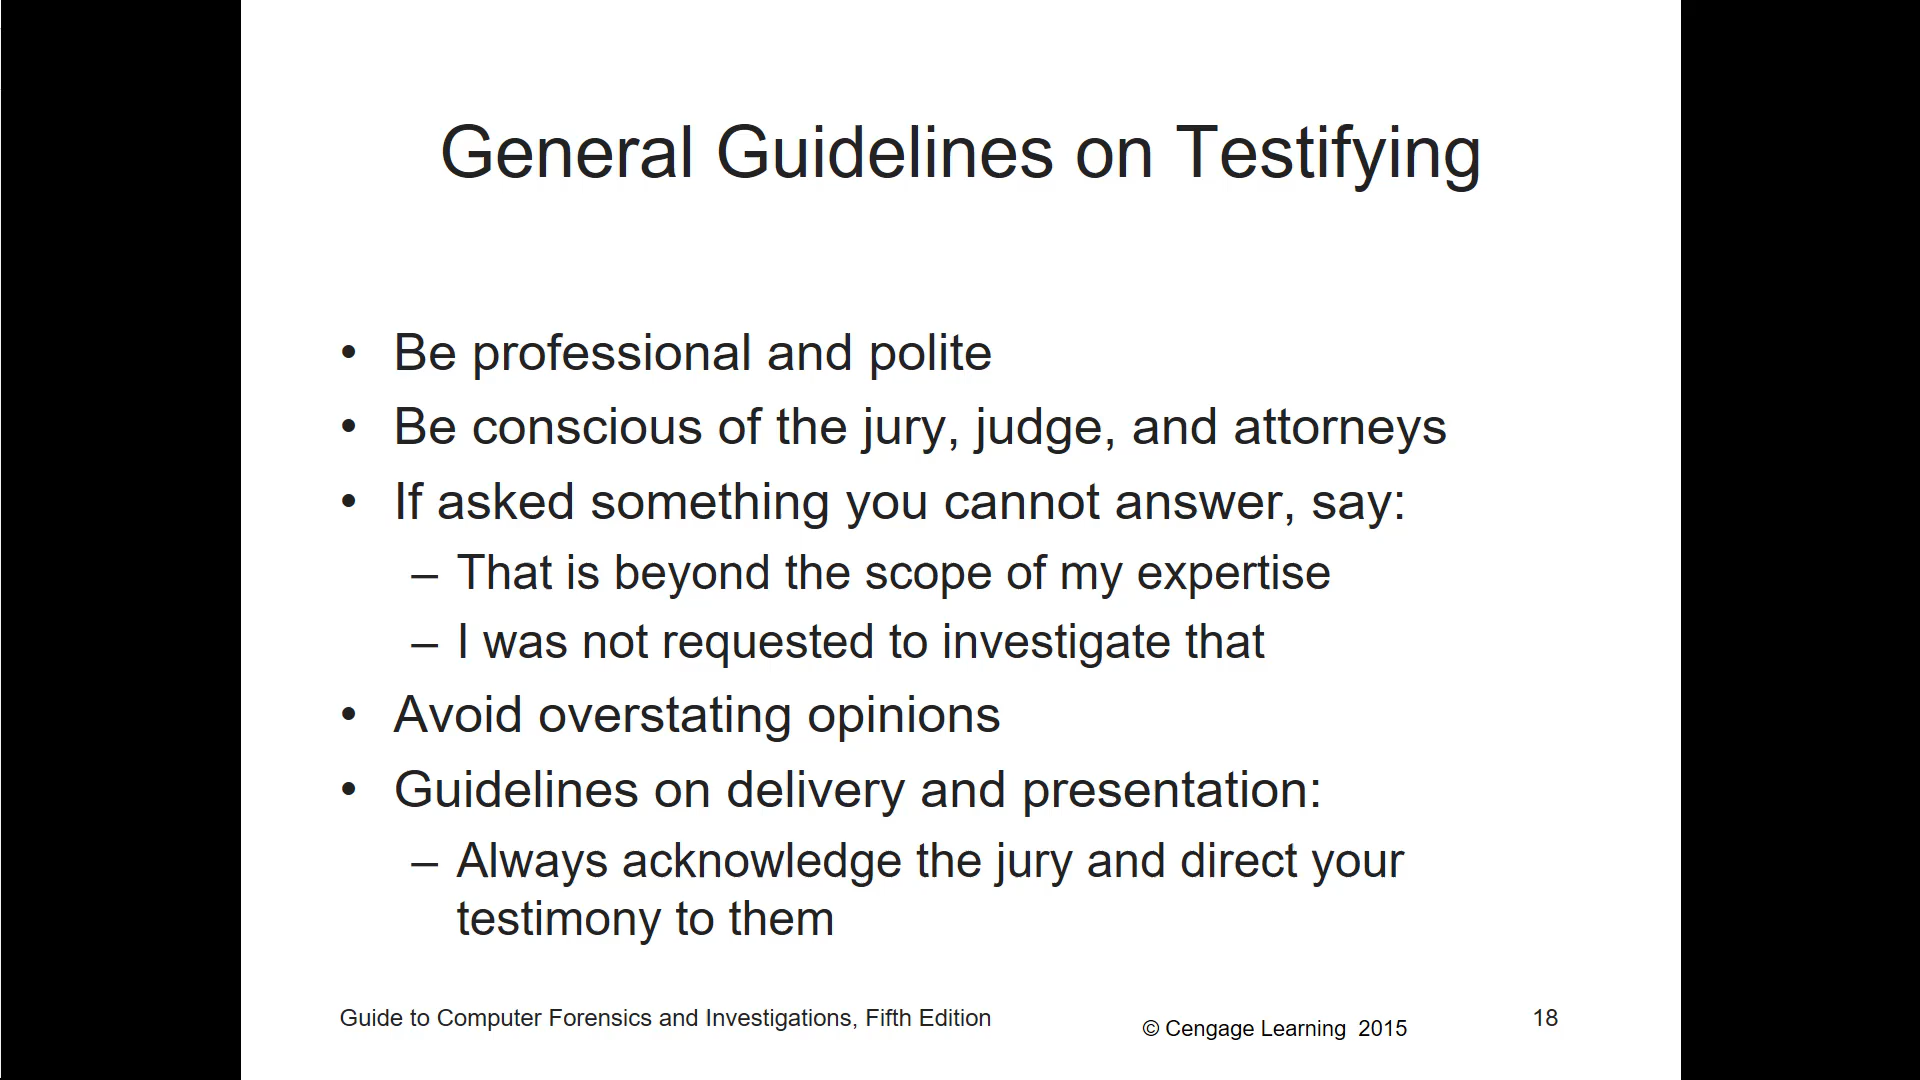 General Guidelines on Testifying
• Be professional and polite
• Be conscious of the jury, judge, and attorneys
• If asked something you cannot answer, say:
– That is beyond the scope of my expertise
– I was not requested to investigate that
• Avoid overstating opinions
• Guidelines on delivery and presentation:
– Always acknowledge the jury and direct your
testimony to them
Guide to Computer Forensics and Investigations, Fifth Edition
© Cengage Learning 2015
18